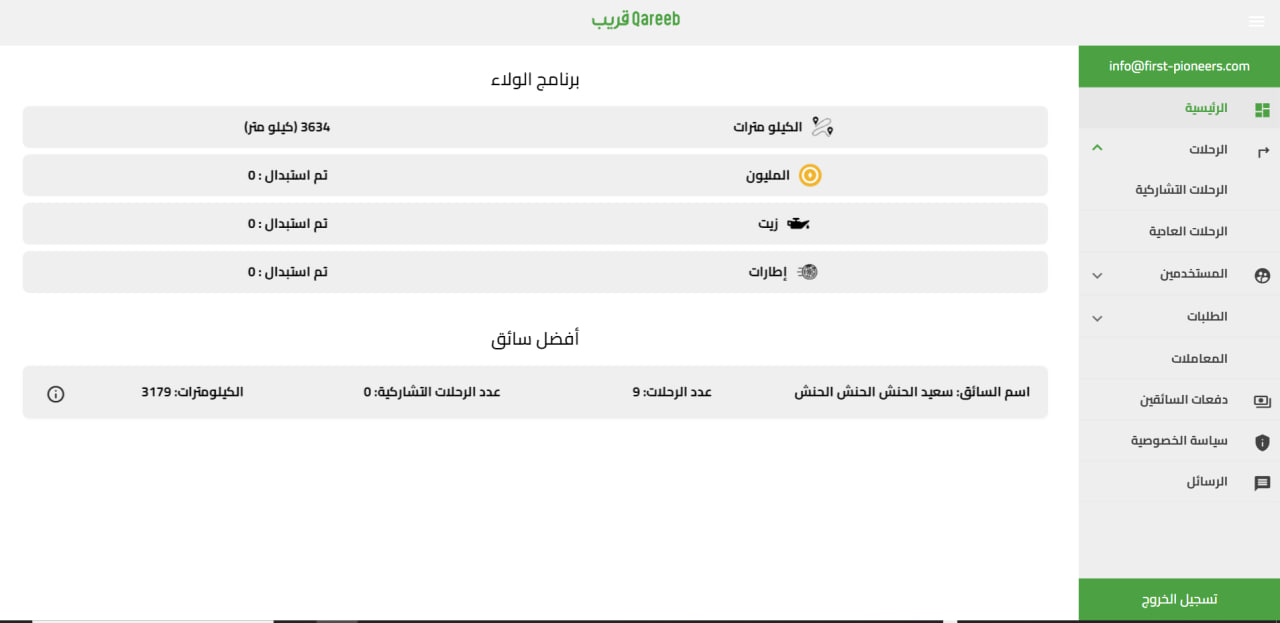 قريب Qareeb
info@first-pioneers.com
الرئيسية
الرحلات
الرحلات التشاركية
الرحلات العادية
المستخدمين
الطلبات
المعاملات
دفعات السائقين
سياسة الخصوصية
الرسائل
تسجيل الخروج
برنامج الولاء
الكيلو مترات 3634 (كيلو متر)
المليون تم استبدال : 0
زيت تم استبدال : 0
إطارات تم استبدال : 0
أفضل سائق
اسم السائق: سعيد الحنش الحنش الحنش عدد الرحلات: 9 عدد الرحلات التشاركية: 0 الكيلومترات: 3179